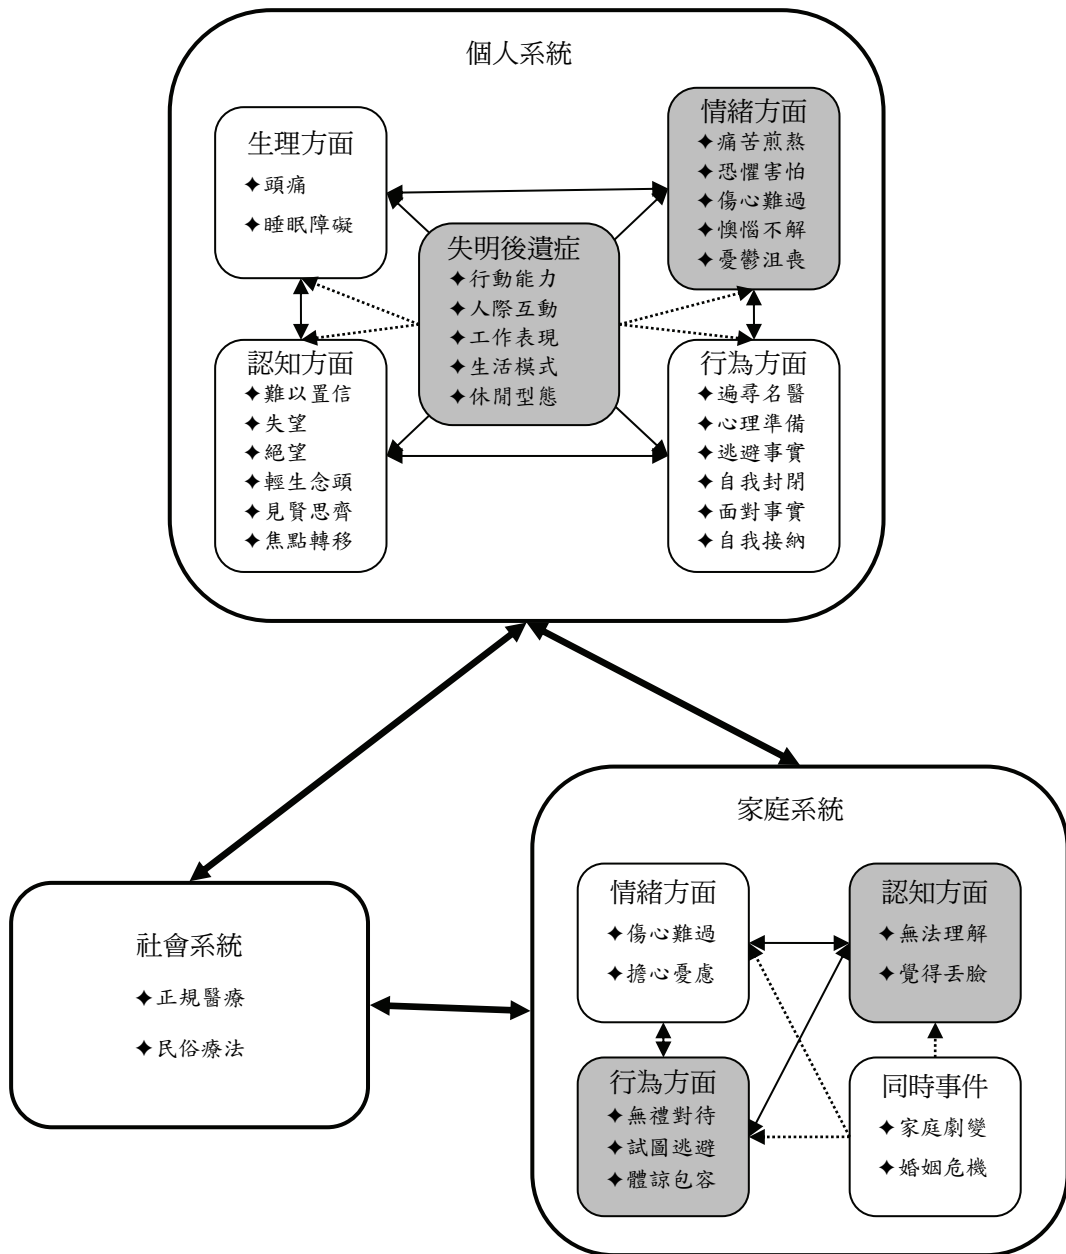 個人系統
生理方面
✦頭痛
✦睡眠障礙
情緒方面
✦痛苦煎熬
✦恐懼害怕
✦傷心難過
✦懊惱不解
✦憂鬱沮喪
失明後遺症
✦行動能力
✦人際互動
✦工作表現
✦生活模式
✦休閒型態
認知方面
✦難以置信
✦失望
✦絕望
✦輕生念頭
✦見賢思齊
✦焦點轉移
行為方面
✦遍尋名醫
✦心理準備
✦逃避事實
✦自我封閉
✦面對事實
✦自我接納
社會系統
✦正規醫療
✦民俗療法
家庭系統
情緒方面
✦傷心難過
✦擔心憂慮
認知方面
✦無法理解
✦覺得丟臉
行為方面
✦無禮對待
✦試圖逃避
✦體諒包容
同時事件
✦家庭劇變
✦婚姻危機